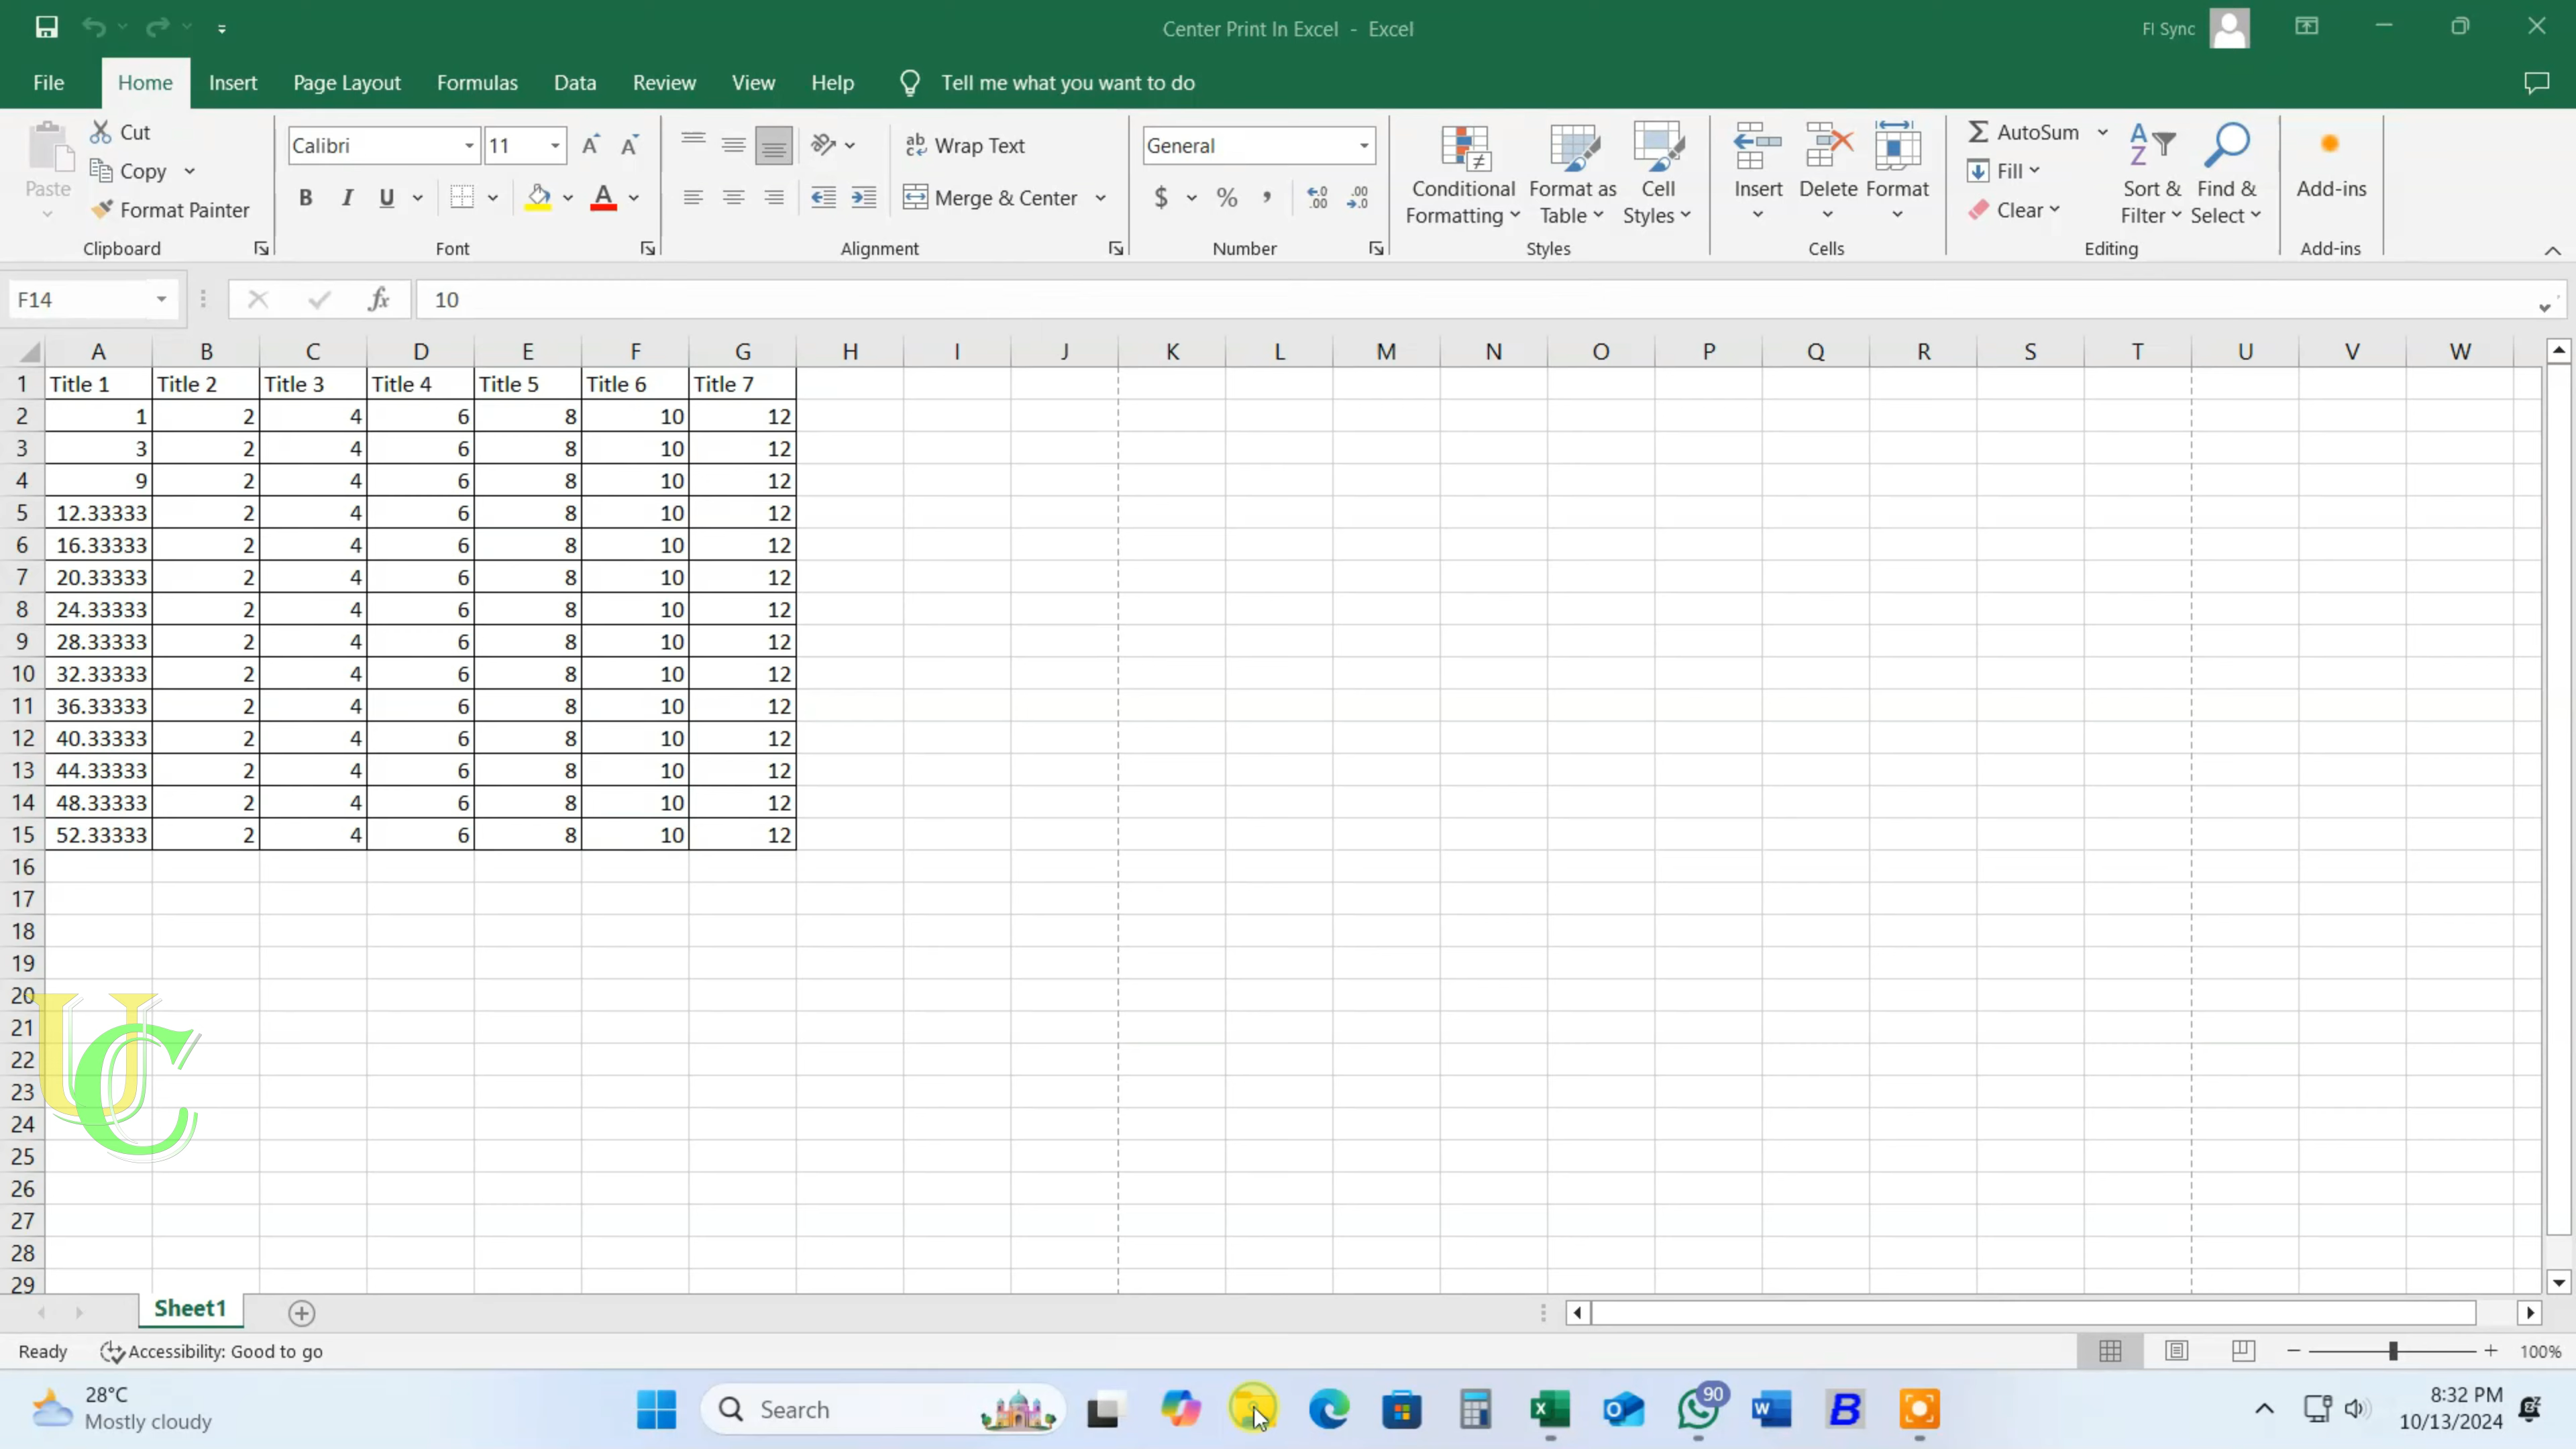 Center Print In Excel - Excel
FI Sync
File Home Insert Page Layout Formulas Data Review View Help Tell me what you want to do
Paste
Cut
Copy
Format Painter
Clipboard
Calibri 11
B I U A
Font
Wrap Text
Merge & Center
Alignment
General
$ % ,
Number
Conditional Formatting
Format as Table
Cell Styles
Styles
Insert Delete Format
Cells
AutoSum
Fill
Clear
Sort & Filter
Find & Select
Editing
Add-ins
Add-ins
F14 fx 10
A B C D E F G H I J K L M N O P Q R S T U V W
1 Title 1 Title 2 Title 3 Title 4 Title 5 Title 6 Title 7
2 1 2 4 6 8 10 12
3 3 2 4 6 8 10 12
4 9 2 4 6 8 10 12
5 12.33333 2 4 6 8 10 12
6 16.33333 2 4 6 8 10 12
7 20.33333 2 4 6 8 10 12
8 24.33333 2 4 6 8 10 12
9 28.33333 2 4 6 8 10 12
10 32.33333 2 4 6 8 10 12
11 36.33333 2 4 6 8 10 12
12 40.33333 2 4 6 8 10 12
13 44.33333 2 4 6 8 10 12
14 48.33333 2 4 6 8 10 12
15 52.33333 2 4 6 8 10 12
16
17
18
19
20
21
22
23
24
25
26
27
28
29
UC
Sheet1
Ready Accessibility: Good to go 100%
28°C
Mostly cloudy
Search
90
8:32 PM
10/13/2024